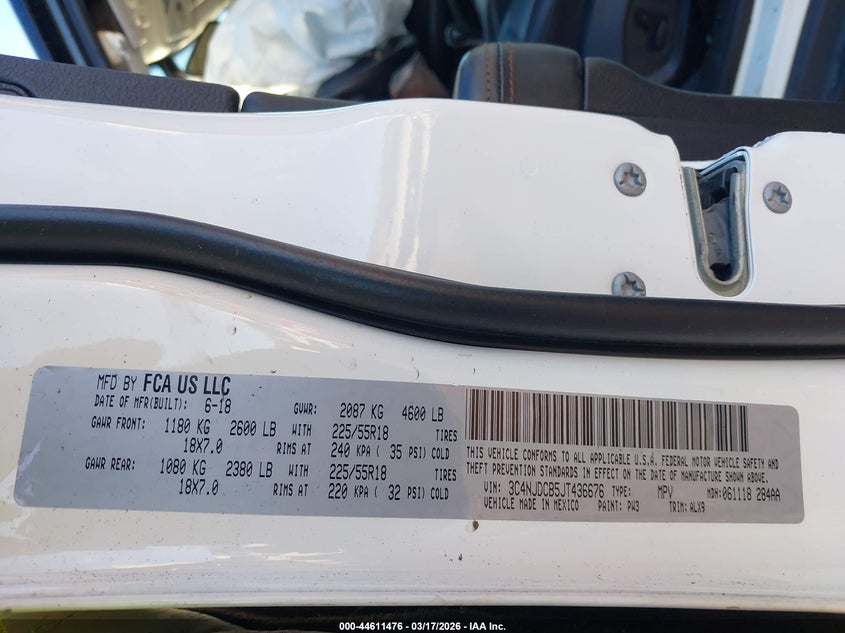 MFD BY FCA US LLC
DATE OF MFR(BUILT): 6-18 GVWR: 2087 KG 4600 LB
GAWR FRONT: 1180 KG 2600 LB WITH 225/55R18 TIRES
18X7.0 RIMS AT 240 KPA ( 35 PSI) COLD
GAWR REAR: 1080 KG 2380 LB WITH 225/55R18 TIRES
18X7.0 RIMS AT 220 KPA ( 32 PSI) COLD
THIS VEHICLE CONFORMS TO ALL APPLICABLE U.S.A. FEDERAL MOTOR VEHICLE SAFETY AND
THEFT PREVENTION STANDARDS IN EFFECT ON THE DATE OF MANUFACTURE SHOWN ABOVE.
VIN: 3C4NJDCB5JT436676 TYPE: MPV MDH: 061118 284AA
VEHICLE MADE IN MEXICO PAINT: PW3 TRIM: ALX9
000-44611476 — 03/17/2026 — IAA Inc.